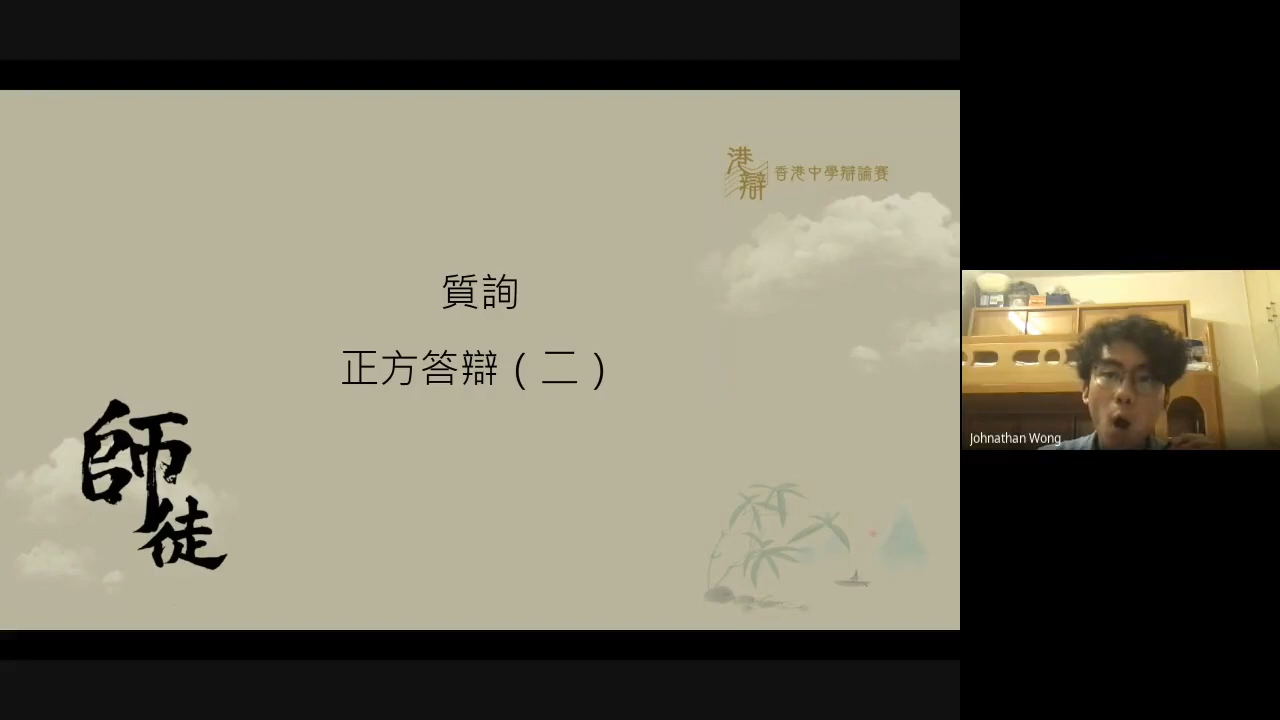 港辯
香港中學辯論賽
質詢
正方答辯（二）
師徒
Johnathan Wong